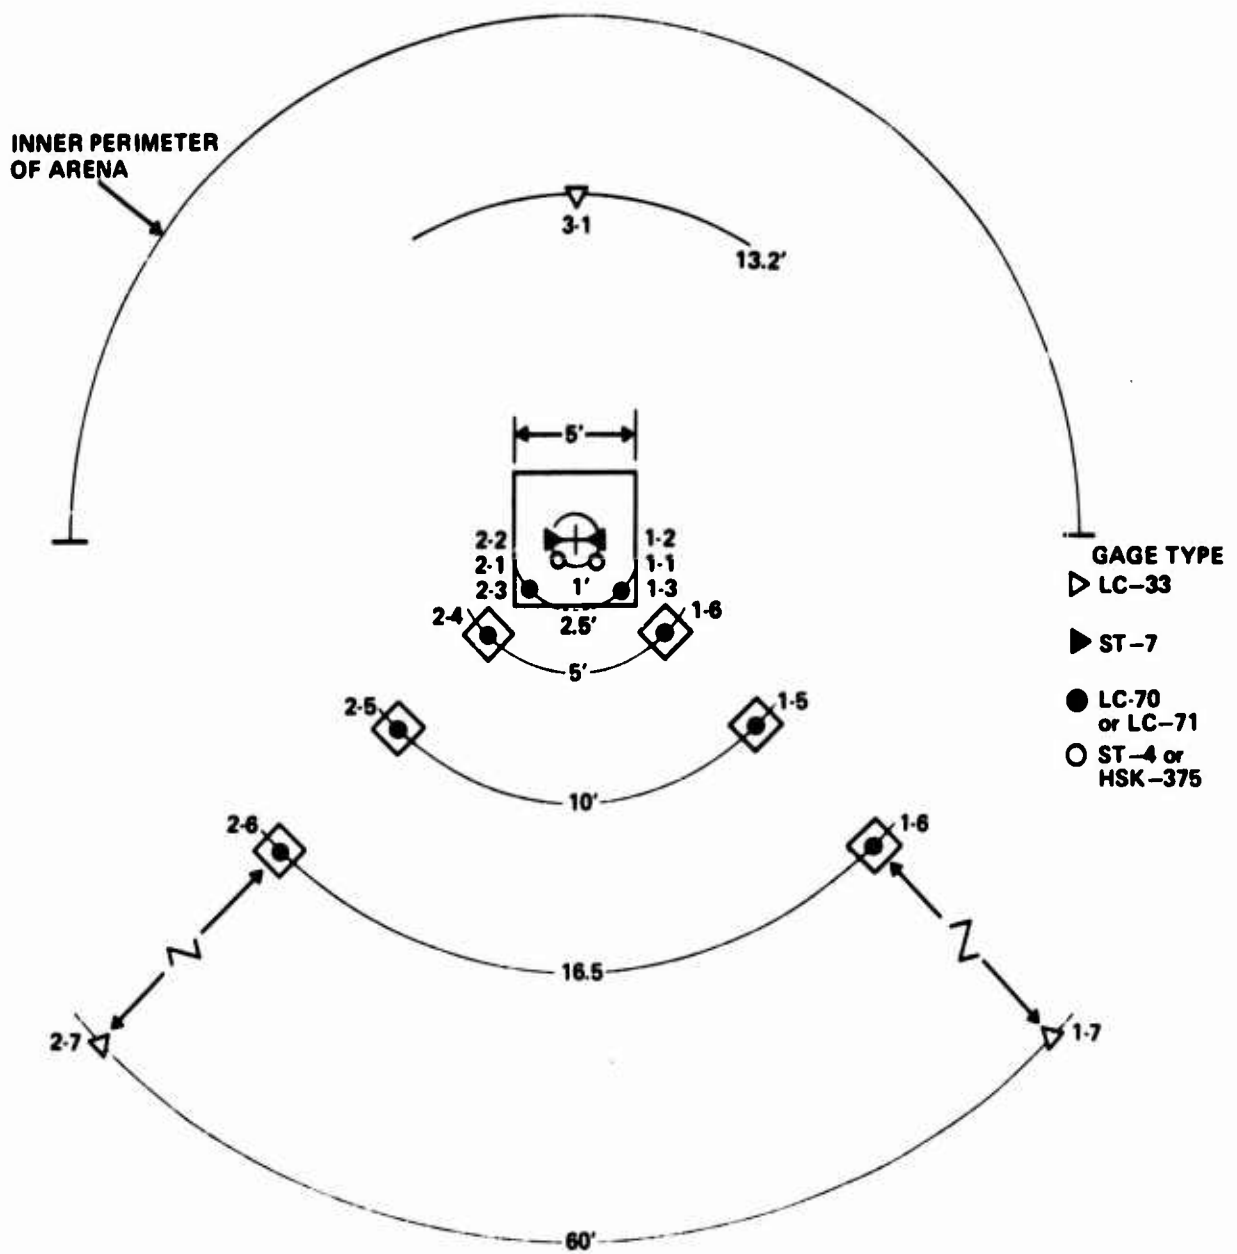 INNER PERIMETER
OF ARENA
3-1
13.2'
5'
2-2
1-2
2-1
1-1
2-3
1'
1-3
2.5'
2-4
1-6
5'
2-5
1-5
10'
2-6
1-6
16.5
2-7
1-7
60'
GAGE TYPE
LC-33
ST-7
LC-70
or LC-71
ST-4 or
HSK-375